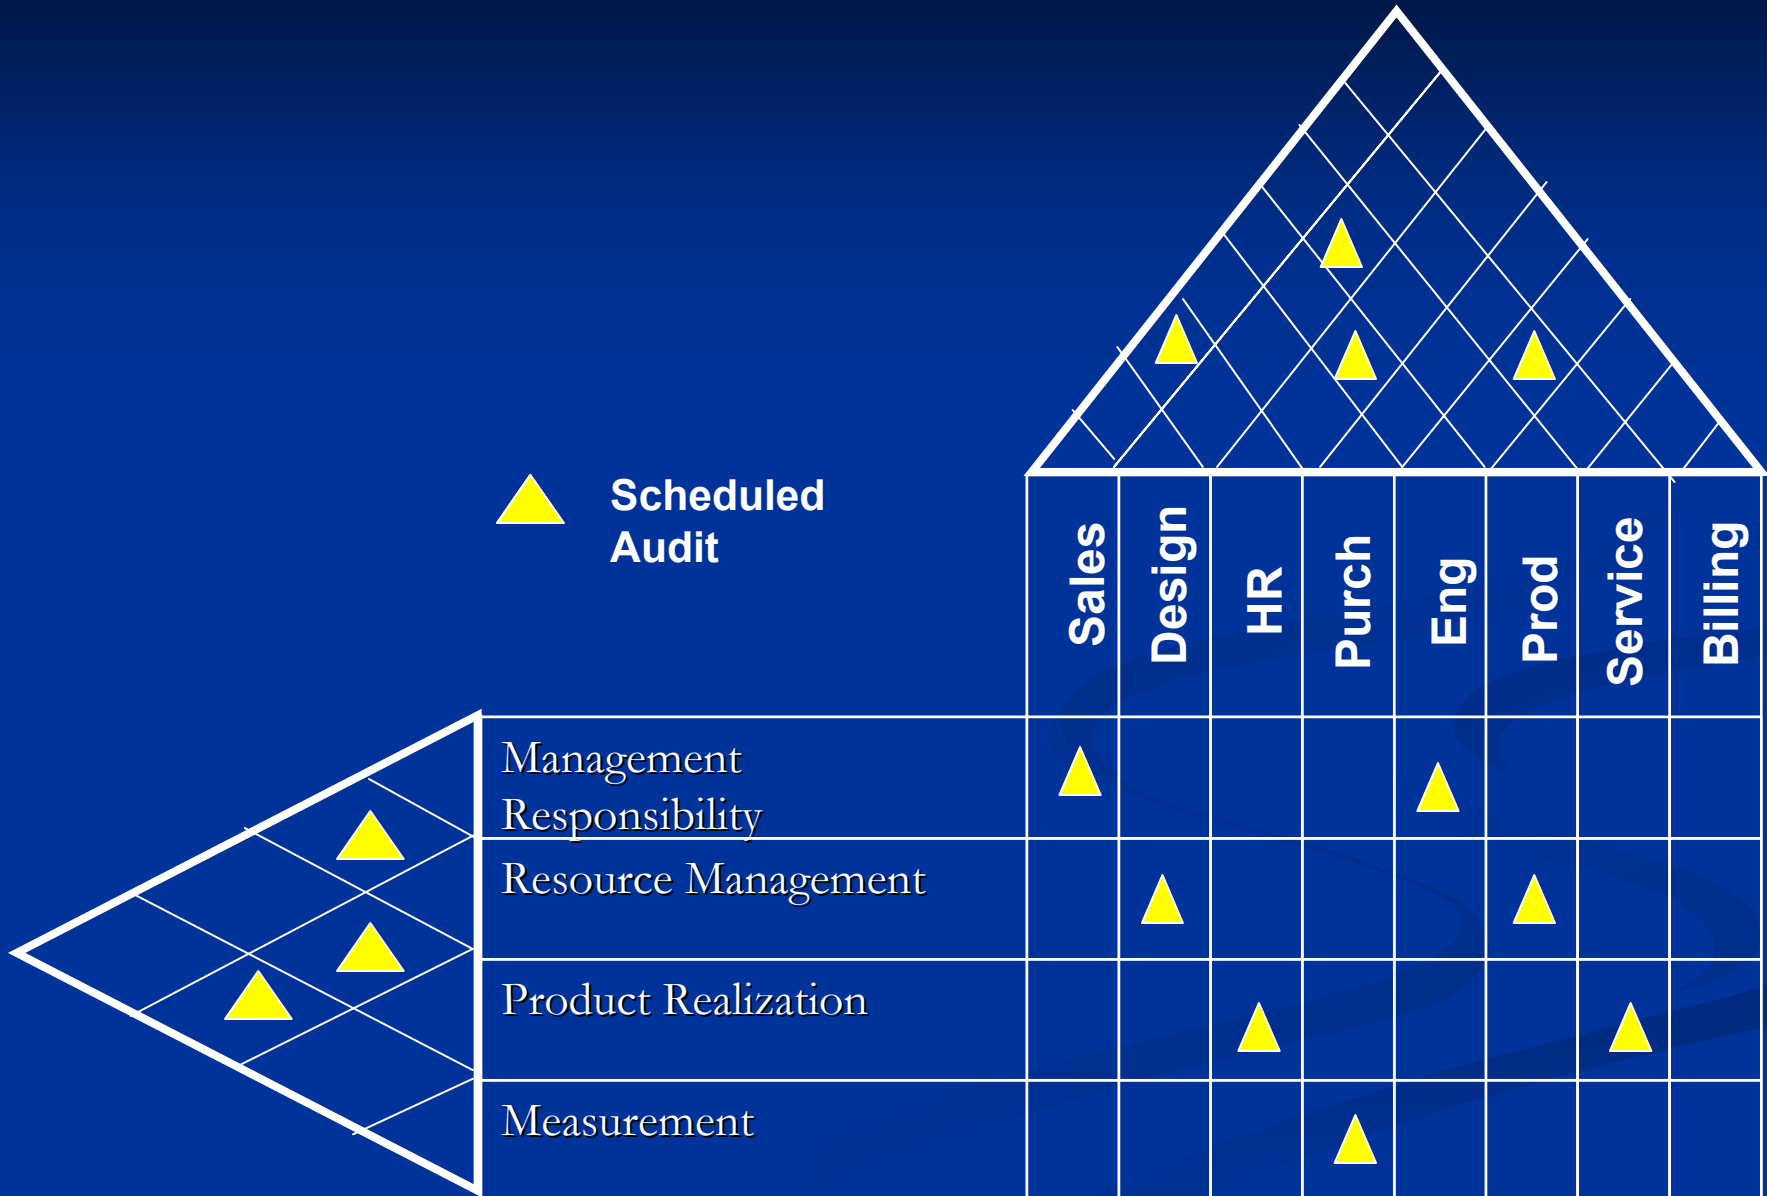 Scheduled
Audit
Sales
Design
HR
Purch
Eng
Prod
Service
Billing
Management
Responsibility
Resource Management
Product Realization
Measurement